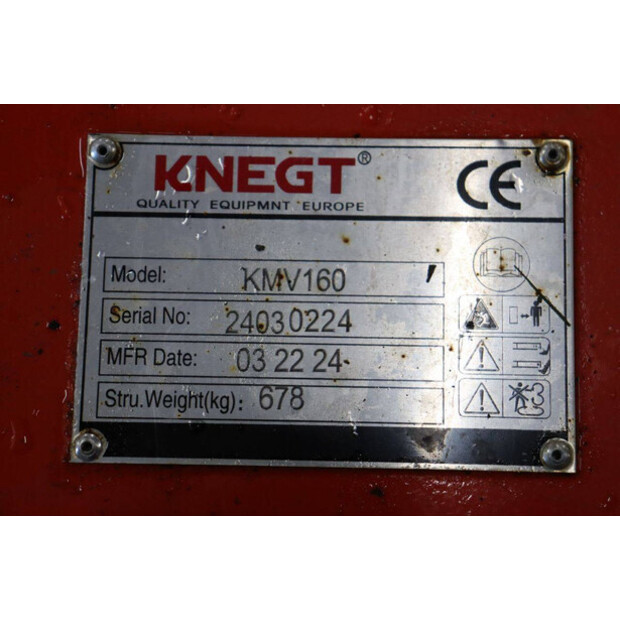 KNEGT®
CE
QUALITY EQUIPMNT EUROPE
Model: KMV160
Serial No: 24030224
MFR Date: 03 22 24
Stru.Weight(kg): 678